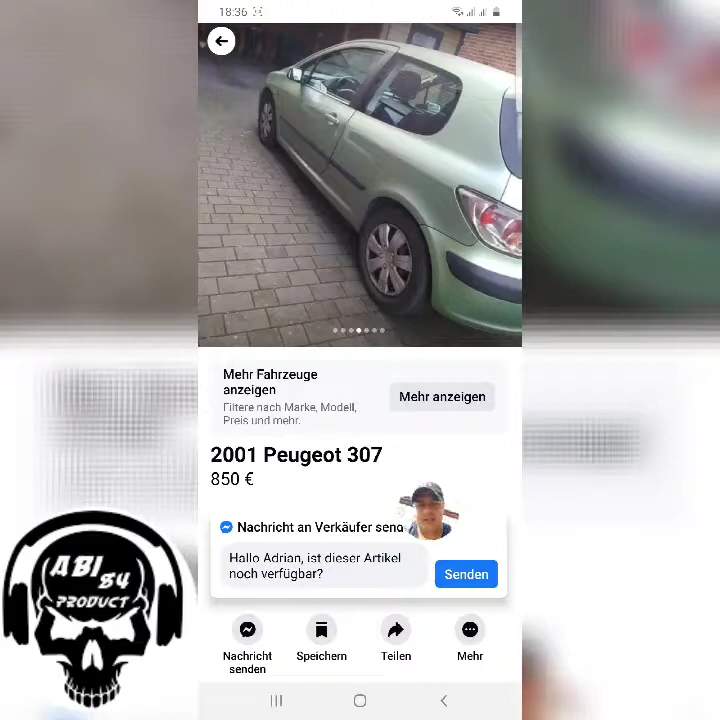 18:36
Mehr Fahrzeuge
anzeigen
Filtere nach Marke, Modell,
Preis und mehr.
Mehr anzeigen
2001 Peugeot 307
850 €
Nachricht an Verkäufer send
Hallo Adrian, ist dieser Artikel
noch verfügbar?
Senden
Nachricht
senden
Speichern
Teilen
Mehr
ABI
84
PRODUCT